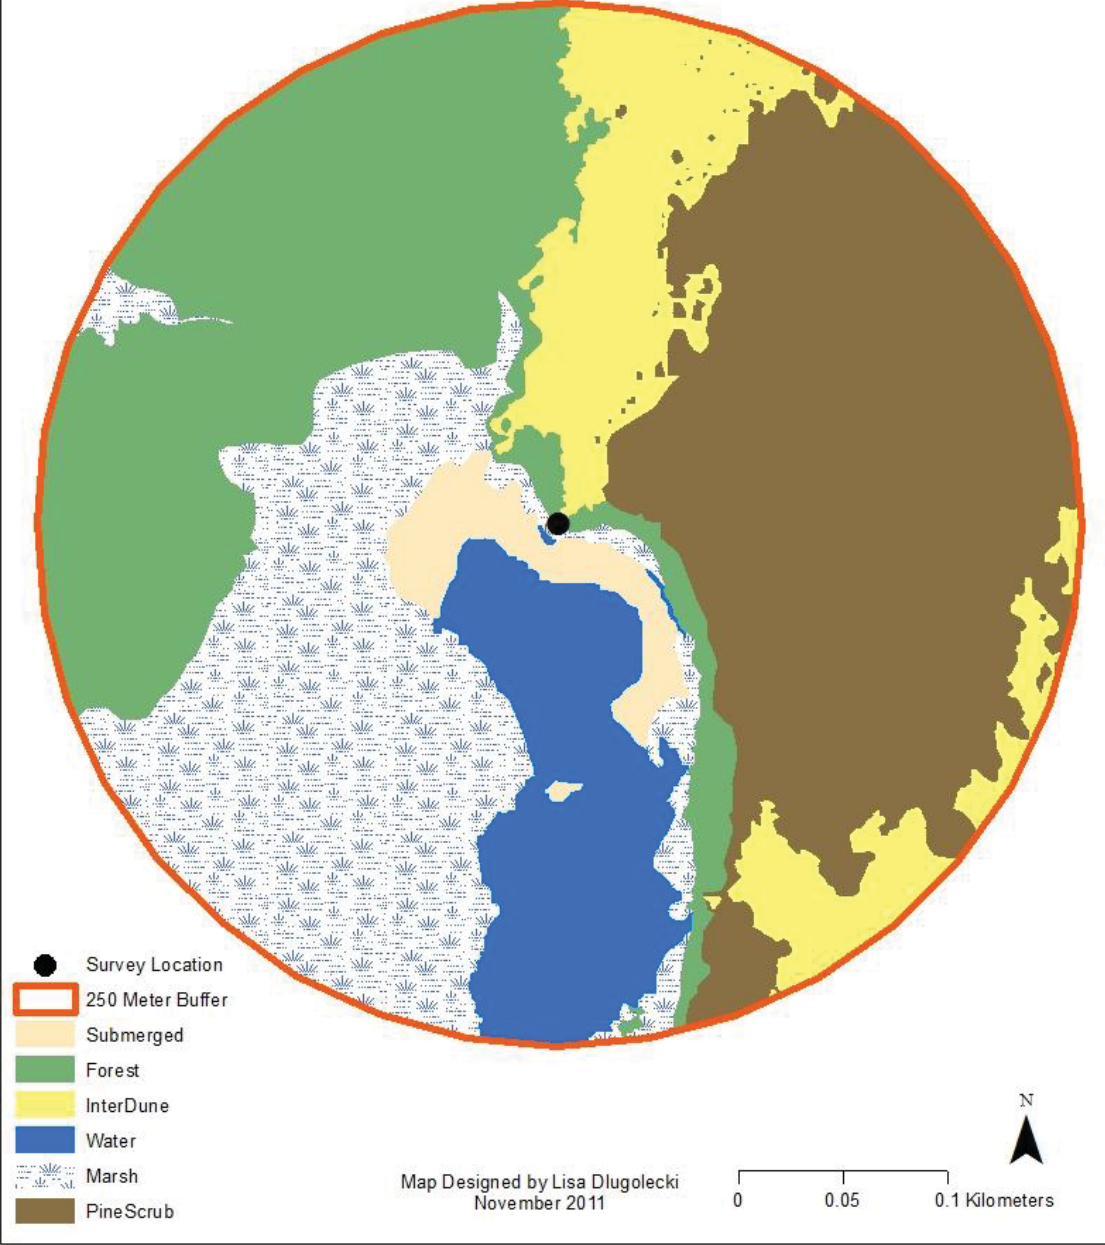 Survey Location
250 Meter Buffer
Submerged
Forest
InterDune
Water
Marsh
PineScrub
Map Designed by Lisa Dlugolecki
November 2011
N
0 0.05 0.1 Kilometers